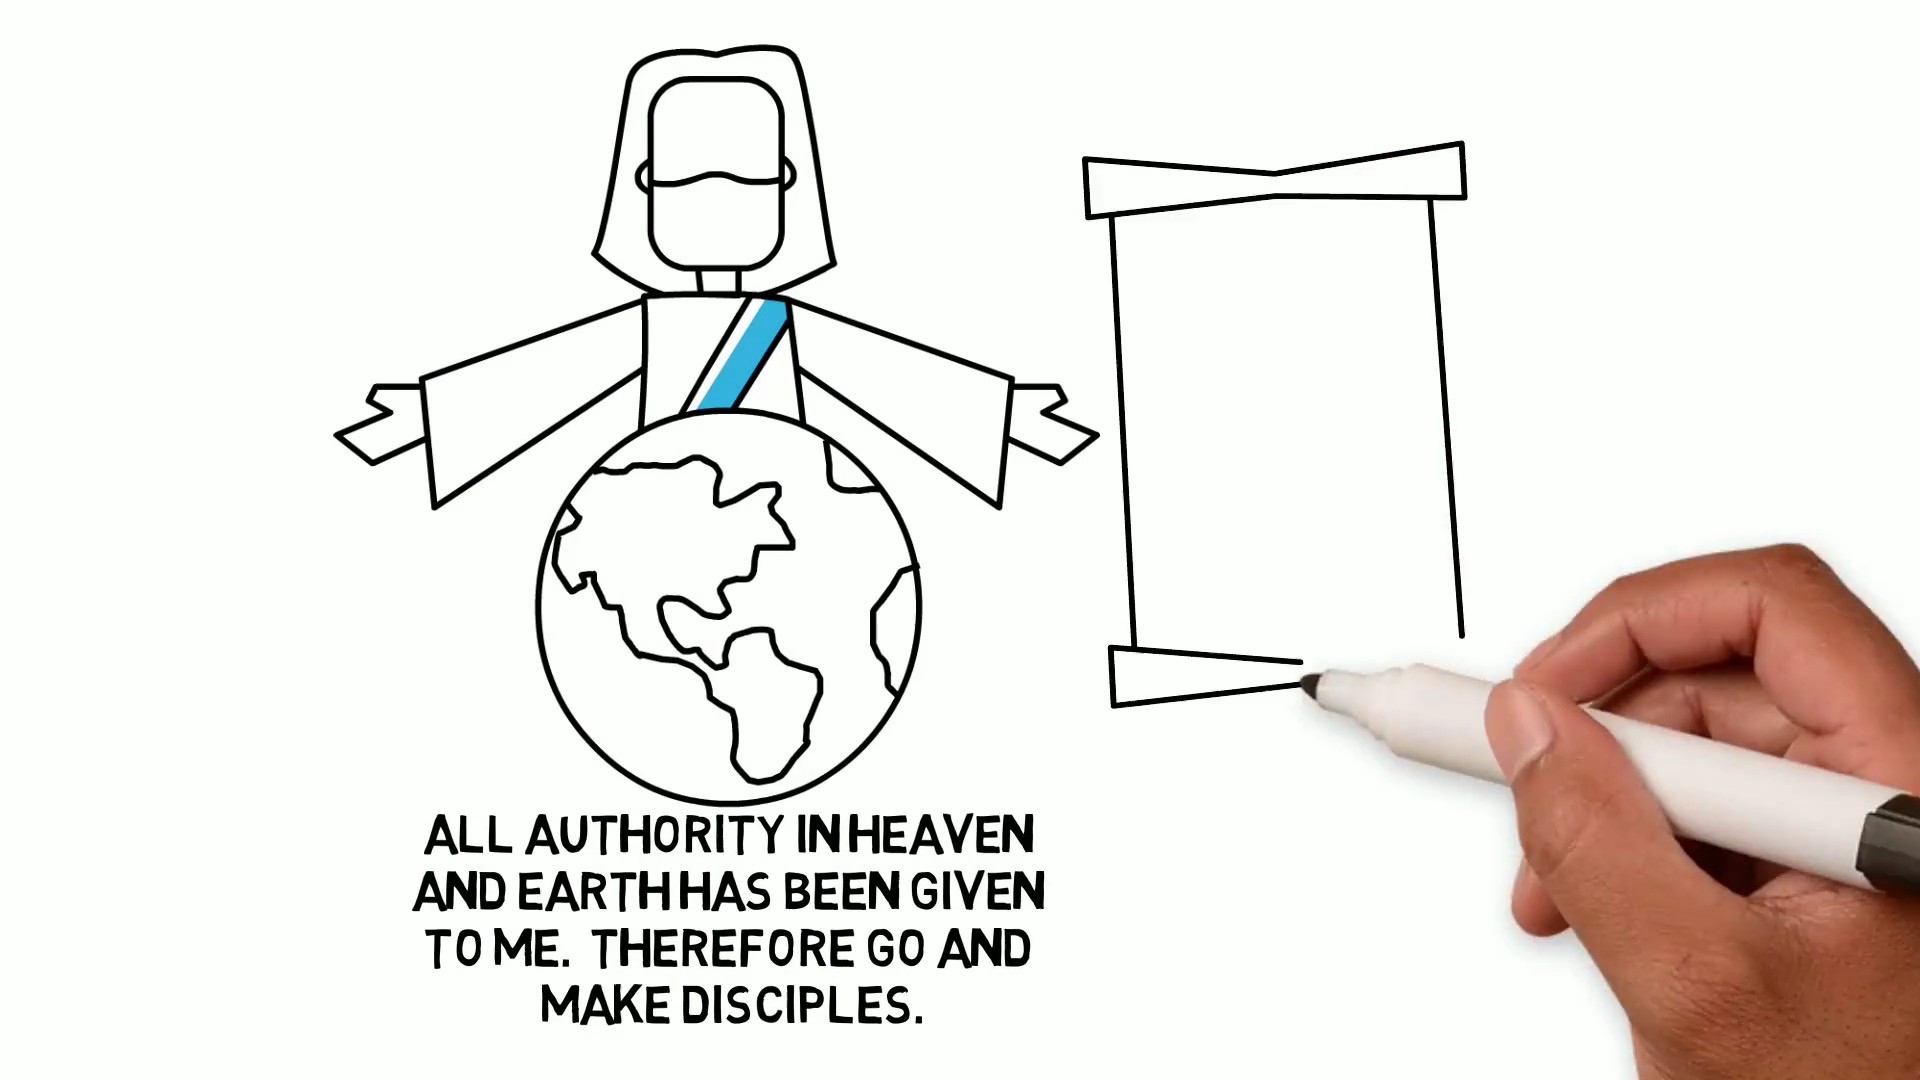 ALL AUTHORITY IN HEAVEN
AND EARTH HAS BEEN GIVEN
TO ME. THEREFORE GO AND
MAKE DISCIPLES.